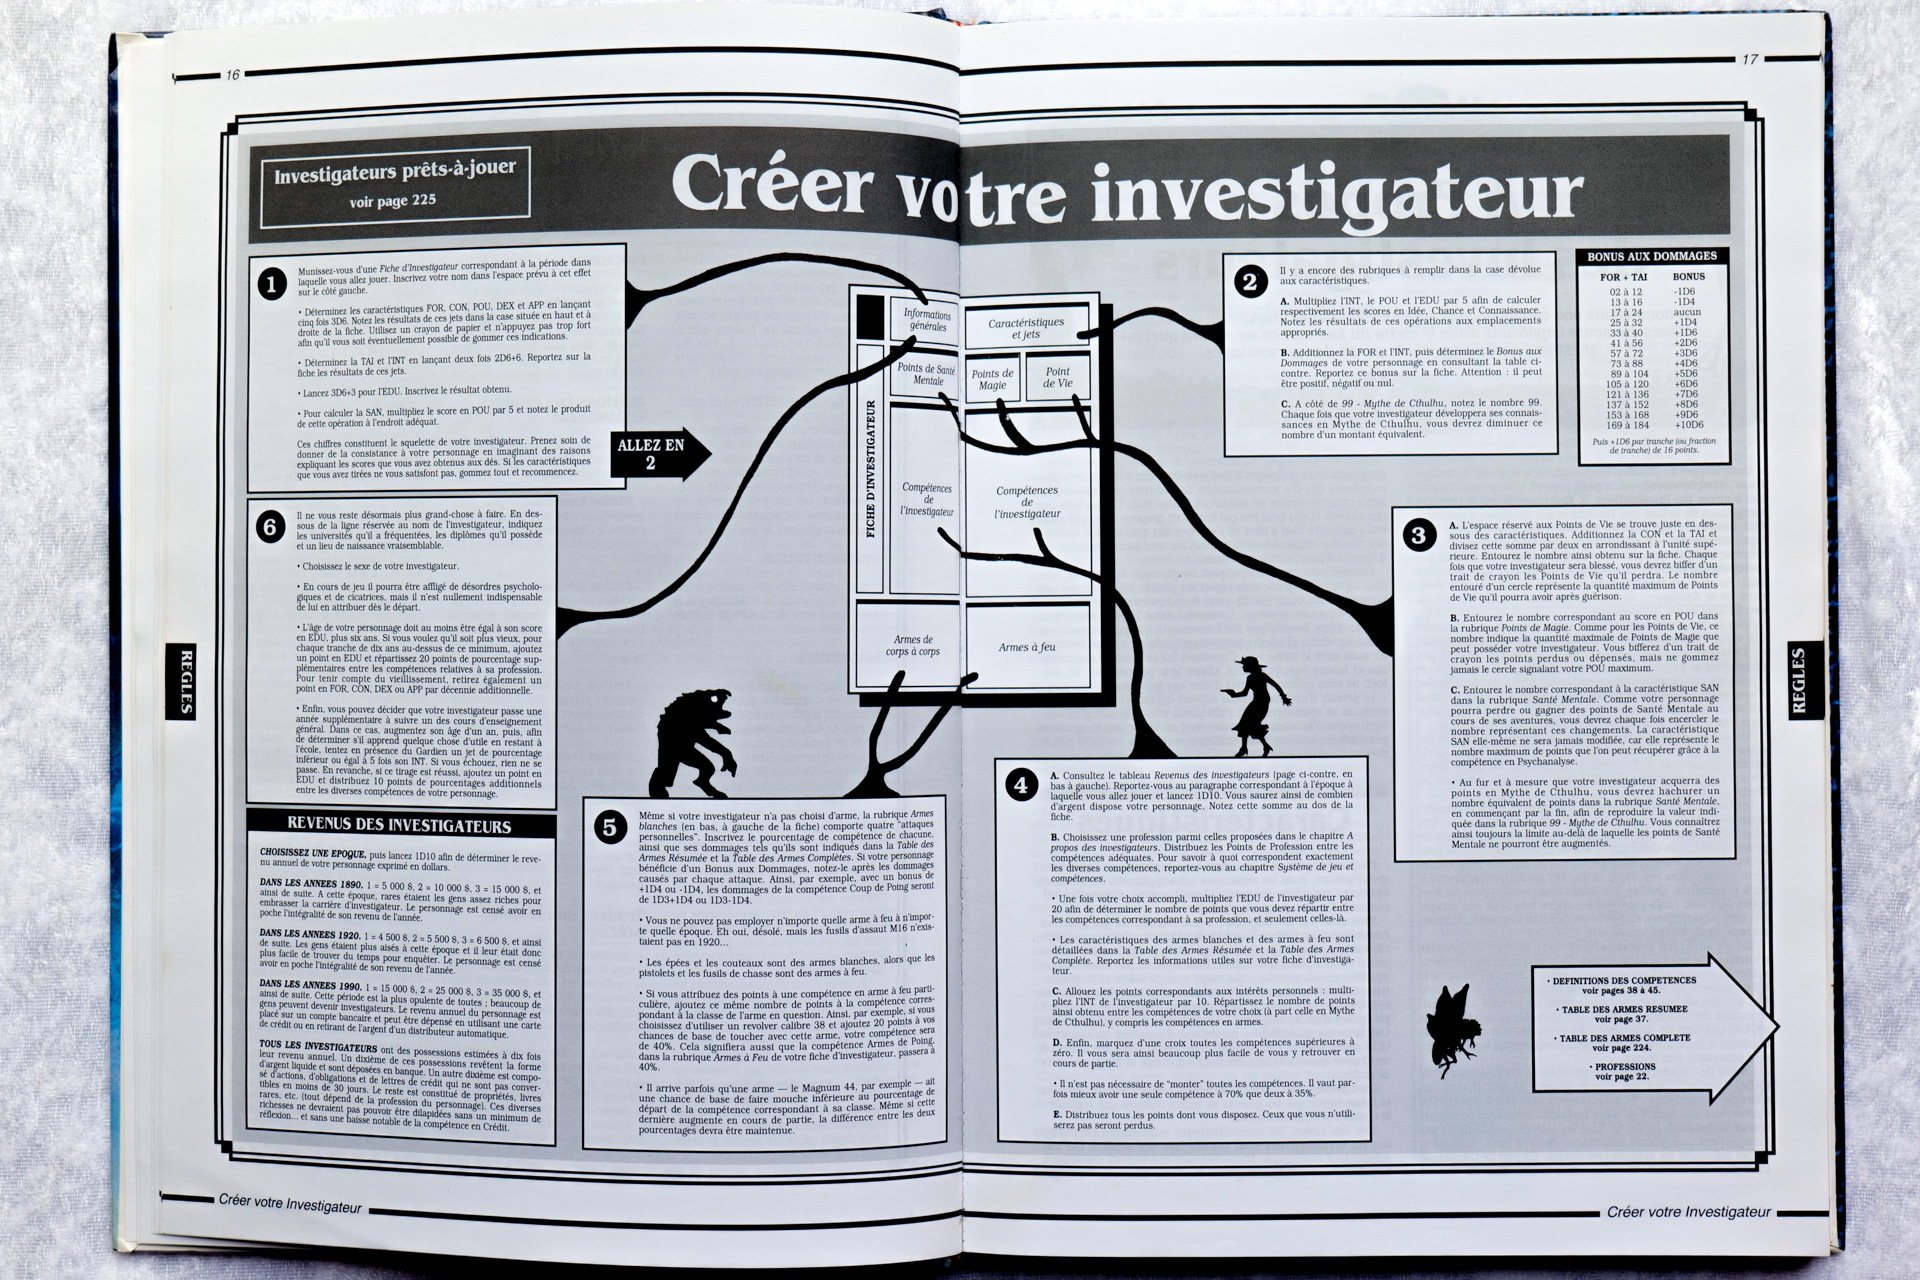 16
17
Investigateurs prêts-à-jouer
voir page 225
Créer votre investigateur
1
Munissez-vous d'une Fiche d'Investigateur correspondant à la période dans
laquelle vous allez jouer. Inscrivez votre nom dans l'espace prévu à cet effet
sur le côté gauche.
• Déterminez les caractéristiques FOR, CON, POU, DEX et APP en lançant
cinq fois 3D6. Notez les résultats de ces jets dans la case située en haut et à
droite de la fiche. Utilisez un crayon de papier et n'appuyez pas trop fort
afin qu'il vous soit éventuellement possible de gommer ces indications.
• Déterminez la TAI et l'INT en lançant deux fois 2D6+6. Reportez sur la
fiche les résultats de ces jets.
• Lancez 3D6+3 pour l'EDU. Inscrivez le résultat obtenu.
• Pour calculer la SAN, multipliez le score en POU par 5 et notez le produit
de cette opération à l'endroit adéquat.
Ces chiffres constituent le squelette de votre investigateur. Prenez soin de
donner de la consistance à votre personnage en imaginant des raisons
expliquant les scores que vous avez obtenus aux dés. Si les caractéristiques
que vous avez tirées ne vous satisfont pas, gommez tout et recommencez.
ALLEZ EN
2
6
Il ne vous reste désormais plus grand-chose à faire. En des-
sous de la ligne réservée au nom de l'investigateur, indiquez
les universités qu'il a fréquentées, les diplômes qu'il possède
et un lieu de naissance vraisemblable.
• Choisissez le sexe de votre investigateur.
• En cours de jeu il pourra être affligé de désordres psycholo-
giques et de cicatrices, mais il n'est nullement indispensable
de lui en attribuer dès le départ.
• L'âge de votre personnage doit au moins être égal à son score
en EDU, plus six ans. Si vous voulez qu'il soit plus vieux, pour
chaque tranche de dix ans au-dessus de ce minimum, ajoutez
un point en EDU et répartissez 20 points de pourcentage sup-
plémentaires entre les compétences relatives à sa profession.
Pour tenir compte du vieillissement, retirez également un
point en FOR, CON, DEX ou APP par décennie additionnelle.
• Enfin, vous pouvez décider que votre investigateur passe une
année supplémentaire à suivre un des cours d'enseignement
général. Dans ce cas, augmentez son âge d'un an, puis, afin
de déterminer s'il apprend quelque chose d'utile en restant à
l'école, tentez en présence du Gardien un jet de pourcentage
inférieur ou égal à 5 fois son INT. Si vous échouez, rien ne se
passe. En revanche, si ce tirage est réussi, ajoutez un point en
EDU et distribuez 10 points de pourcentages additionnels
entre les diverses compétences de votre personnage.
REVENUS DES INVESTIGATEURS
CHOISISSEZ UNE EPOQUE, puis lancez 1D10 afin de déterminer le reve-
nu annuel de votre personnage exprimé en dollars.
DANS LES ANNEES 1890. 1 = 5 000 $, 2 = 10 000 $, 3 = 15 000 $, et
ainsi de suite. A cette époque, rares étaient les gens assez riches pour
embrasser la carrière d'investigateur. Le personnage est censé avoir en
poche l'intégralité de son revenu de l'année.
DANS LES ANNEES 1920. 1 = 4 500 $, 2 = 5 500 $, 3 = 6 500 $, et ainsi
de suite. Les gens étaient plus aisés à cette époque et il leur était donc
plus facile de trouver du temps pour enquêter. Le personnage est censé
avoir en poche l'intégralité de son revenu de l'année.
DANS LES ANNEES 1990. 1 = 15 000 $, 2 = 25 000 $, 3 = 35 000 $, et
ainsi de suite. Cette période est la plus opulente de toutes ; beaucoup de
gens peuvent devenir investigateurs. Le revenu annuel du personnage est
placé sur un compte bancaire et peut être dépensé en utilisant une carte
de crédit ou en retirant de l'argent d'un distributeur automatique.
TOUS LES INVESTIGATEURS ont des possessions estimées à dix fois
leur revenu annuel. Un dixième de ces possessions revêtent la forme
d'argent liquide et sont déposées en banque. Un autre dixième est compo-
sé d'actions, d'obligations et de lettres de crédit qui ne sont pas conver-
tibles en moins de 30 jours. Le reste est constitué de propriétés, livres
rares, etc. (tout dépend de la profession du personnage). Ces diverses
richesses ne devraient pas pouvoir être dilapidées sans un minimum de
réflexion... et sans une baisse notable de la compétence en Crédit.
FICHE D'INVESTIGATEUR
Informations
générales
Caractéristiques
et jets
Points de Santé
Mentale
Points de
Magie
Point
de Vie
Compétences
de
l'investigateur
Compétences
de
l'investigateur
Armes de
corps à corps
Armes à feu
5
Même si votre investigateur n'a pas choisi d'arme, la rubrique Armes
blanches (en bas, à gauche de la fiche) comporte quatre "attaques
personnelles". Inscrivez le pourcentage de compétence de chacune,
ainsi que ses dommages tels qu'ils sont indiqués dans la Table des
Armes Résumée et la Table des Armes Complètes. Si votre personnage
bénéficie d'un Bonus aux Dommages, notez-le après les dommages
causés par chaque attaque. Ainsi, par exemple, avec un bonus de
+1D4 ou -1D4, les dommages de la compétence Coup de Poing seront
de 1D3+1D4 ou 1D3-1D4.
• Vous ne pouvez pas employer n'importe quelle arme à feu à n'impor-
te quelle époque. Eh oui, désolé, mais les fusils d'assaut M16 n'exis-
taient pas en 1920...
• Les épées et les couteaux sont des armes blanches, alors que les
pistolets et les fusils de chasse sont des armes à feu.
• Si vous attribuez des points à une compétence en arme à feu parti-
culière, ajoutez ce même nombre de points à la compétence corres-
pondant à la classe de l'arme en question. Ainsi, par exemple, si vous
choisissez d'utiliser un revolver calibre 38 et ajoutez 20 points à vos
chances de base de toucher avec cette arme, votre compétence sera
de 40%. Cela signifiera aussi que la compétence Armes de Poing,
dans la rubrique Armes à Feu de votre fiche d'investigateur, passera à
40%.
• Il arrive parfois qu'une arme — le Magnum 44, par exemple — ait
une chance de base de faire mouche inférieure au pourcentage de
départ de la compétence correspondant à sa classe. Même si cette
dernière augmente en cours de partie, la différence entre les deux
pourcentages devra être maintenue.
2
Il y a encore des rubriques à remplir dans la case dévolue
aux caractéristiques.
A. Multipliez l'INT, le POU et l'EDU par 5 afin de calculer
respectivement les scores en Idée, Chance et Connaissance.
Notez les résultats de ces opérations aux emplacements
appropriés.
B. Additionnez la FOR et l'INT, puis déterminez le Bonus aux
Dommages de votre personnage en consultant la table ci-
contre. Reportez ce bonus sur la fiche. Attention : il peut
être positif, négatif ou nul.
C. A côté de 99 - Mythe de Cthulhu, notez le nombre 99.
Chaque fois que votre investigateur développera ses connais-
sances en Mythe de Cthulhu, vous devrez diminuer ce
nombre d'un montant équivalent.
BONUS AUX DOMMAGES
FOR + TAI BONUS
02 à 12 -1D6
13 à 16 -1D4
17 à 24 aucun
25 à 32 +1D4
33 à 40 +1D6
41 à 56 +2D6
57 à 72 +3D6
73 à 88 +4D6
89 à 104 +5D6
105 à 120 +6D6
121 à 136 +7D6
137 à 152 +8D6
153 à 168 +9D6
169 à 184 +10D6
Puis +1D6 par tranche (ou fraction
de tranche) de 16 points.
3
A. L'espace réservé aux Points de Vie se trouve juste en des-
sous des caractéristiques. Additionnez la CON et la TAI et
divisez cette somme par deux en arrondissant à l'unité supé-
rieure. Entourez le nombre ainsi obtenu sur la fiche. Chaque
fois que votre investigateur sera blessé, vous devrez biffer d'un
trait de crayon les Points de Vie qu'il perdra. Le nombre
entouré d'un cercle représente la quantité maximum de Points
de Vie qu'il pourra avoir après guérison.
B. Entourez le nombre correspondant au score en POU dans
la rubrique Points de Magie. Comme pour les Points de Vie, ce
nombre indique la quantité maximale de Points de Magie que
peut posséder votre investigateur. Vous bifferez d'un trait de
crayon les points perdus ou dépensés, mais ne gommez
jamais le cercle signalant votre POU maximum.
C. Entourez le nombre correspondant à la caractéristique SAN
dans la rubrique Santé Mentale. Comme votre personnage
pourra perdre ou gagner des points de Santé Mentale au
cours de ses aventures, vous devrez chaque fois encercler le
nombre représentant ces changements. La caractéristique
SAN elle-même ne sera jamais modifiée, car elle représente le
nombre maximum de points que l'on peut récupérer grâce à la
compétence en Psychanalyse.
• Au fur et à mesure que votre investigateur acquerra des
points en Mythe de Cthulhu, vous devrez hachurer un
nombre équivalent de points dans la rubrique Santé Mentale,
en commençant par la fin, afin de reproduire la valeur indi-
quée dans la rubrique 99 - Mythe de Cthulhu. Vous connaîtrez
ainsi toujours la limite au-delà de laquelle les points de Santé
Mentale ne pourront être augmentés.
4
A. Consultez le tableau Revenus des investigateurs (page ci-contre, en
bas à gauche). Reportez-vous au paragraphe correspondant à l'époque à
laquelle vous allez jouer et lancez 1D10. Vous saurez ainsi de combien
d'argent dispose votre personnage. Notez cette somme au dos de la
fiche.
B. Choisissez une profession parmi celles proposées dans le chapitre A
propos des investigateurs. Distribuez les Points de Profession entre les
compétences adéquates. Pour savoir à quoi correspondent exactement
les diverses compétences, reportez-vous au chapitre Système de jeu et
compétences.
• Une fois votre choix accompli, multipliez l'EDU de l'investigateur par
20 afin de déterminer le nombre de points que vous devez répartir entre
les compétences correspondant à sa profession, et seulement celles-là.
• Les caractéristiques des armes blanches et des armes à feu sont
détaillées dans la Table des Armes Résumée et la Table des Armes
Complète. Reportez les informations utiles sur votre fiche d'investiga-
teur.
C. Allouez les points correspondants aux intérêts personnels : multi-
pliez l'INT de l'investigateur par 10. Répartissez le nombre de points
ainsi obtenu entre les compétences de votre choix (à part celle en Mythe
de Cthulhu), y compris les compétences en armes.
D. Enfin, marquez d'une croix toutes les compétences supérieures à
zéro. Il vous sera ainsi beaucoup plus facile de vous y retrouver en
cours de partie.
• Il n'est pas nécessaire de "monter" toutes les compétences. Il vaut par-
fois mieux avoir une seule compétence à 70% que deux à 35%.
E. Distribuez tous les points dont vous disposez. Ceux que vous n'utili-
serez pas seront perdus.
• DEFINITIONS DES COMPETENCES
voir pages 38 à 45.
• TABLE DES ARMES RESUMEE
voir page 37.
• TABLE DES ARMES COMPLETE
voir page 224.
• PROFESSIONS
voir page 22.
REGLES
REGLES
Créer votre Investigateur
Créer votre Investigateur